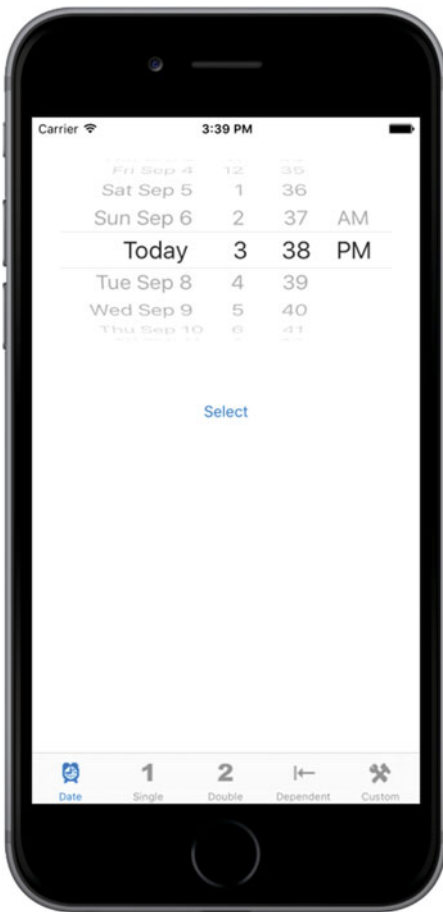 Carrier 3:39 PM
Fri Sep 4 12 35
Sat Sep 5 1 36
Sun Sep 6 2 37 AM
Today 3 38 PM
Tue Sep 8 4 39
Wed Sep 9 5 40
Thu Sep 10 6 41
Select
1 2
Date Single Double Dependent Custom